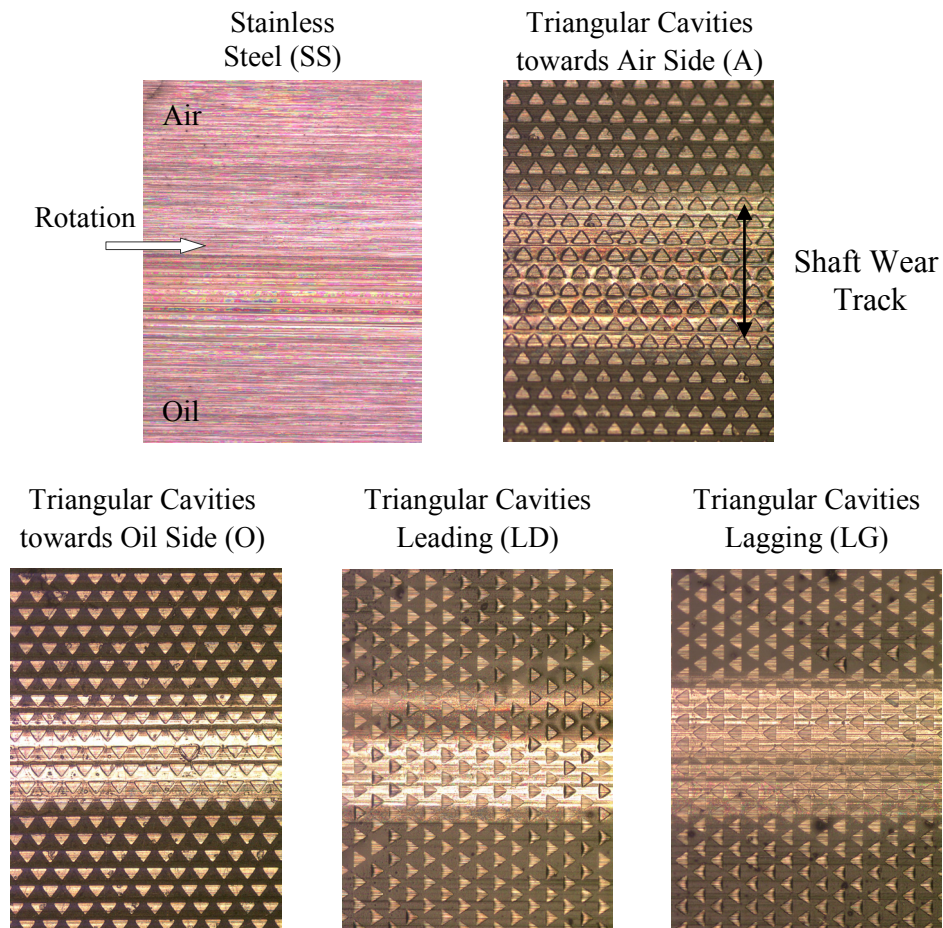 Stainless
Steel (SS)
Triangular Cavities
towards Air Side (A)
Air
Rotation
Shaft Wear
Track
Oil
Triangular Cavities
towards Oil Side (O)
Triangular Cavities
Leading (LD)
Triangular Cavities
Lagging (LG)